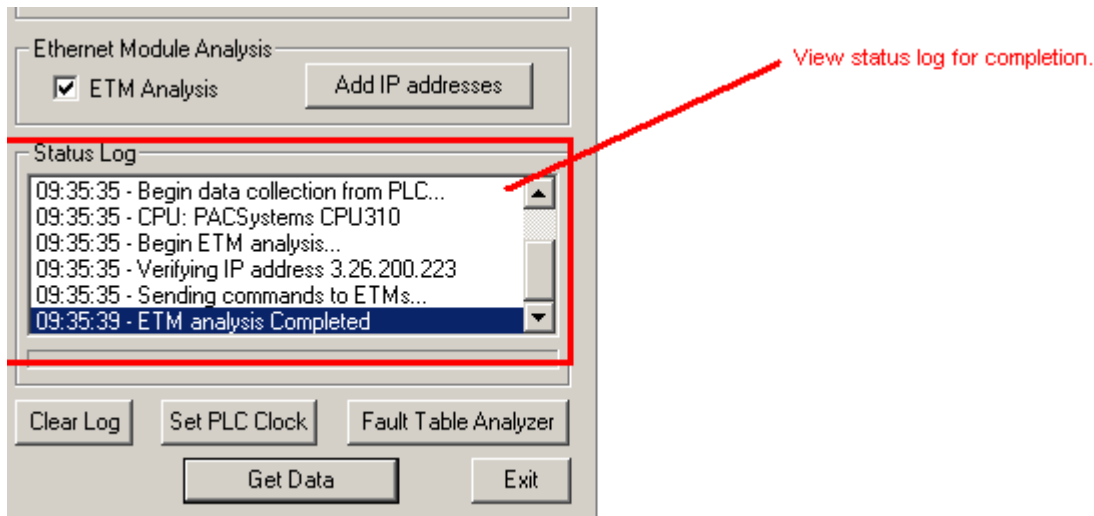 Ethernet Module Analysis
View status log for completion.
ETM Analysis
Add IP addresses
Status Log
09:35:35 - Begin data collection from PLC...
09:35:35 - CPU: PACSystems CPU310
09:35:35 - Begin ETM analysis...
09:35:35 - Verifying IP address 3.26.200.223
09:35:35 - Sending commands to ETMs...
09:35:39 - ETM analysis Completed
Clear Log
Set PLC Clock
Fault Table Analyzer
Get Data
Exit